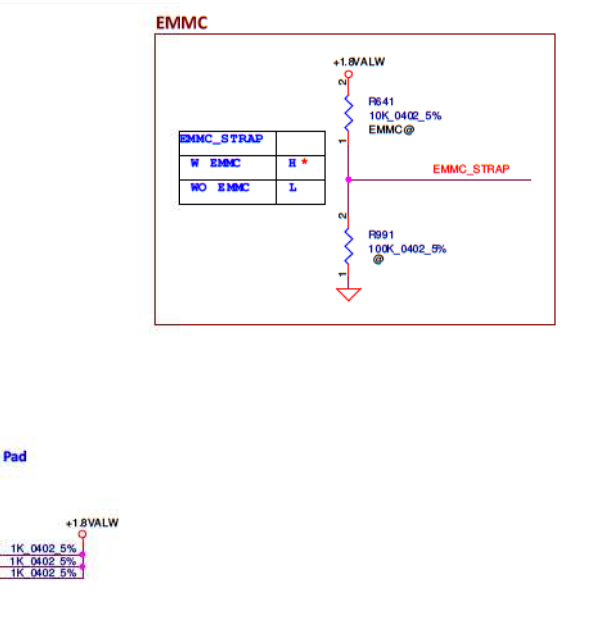 EMMC
+1.8VALW
2
R641
10K_0402_5%
EMMC@
1
EMMC_STRAP
W EMMC H *
WO EMMC L
EMMC_STRAP
2
R991
100K_0402_5%
@
1
Pad
+1.8VALW
1K_0402_5%
1K_0402_5%
1K_0402_5%